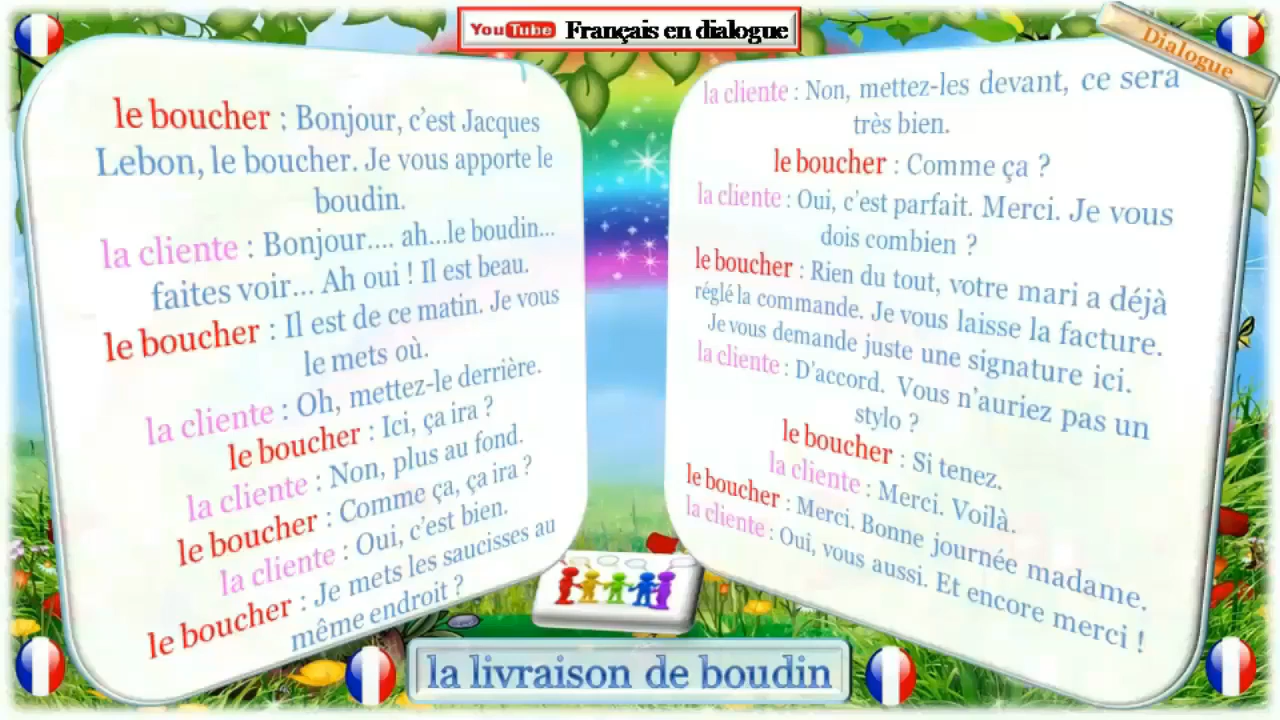 YouTube Français en dialogue
Dialogue
le boucher : Bonjour, c'est Jacques
Lebon, le boucher. Je vous apporte le
boudin.
la cliente : Bonjour.... ah...le boudin...
faites voir... Ah oui ! Il est beau.
le boucher : Il est de ce matin. Je vous
le mets où.
la cliente : Oh, mettez-le derrière.
le boucher : Ici, ça ira ?
la cliente : Non, plus au fond.
le boucher : Comme ça, ça ira ?
la cliente : Oui, c'est bien.
le boucher : Je mets les saucisses au
même endroit ?
la cliente : Non, mettez-les devant, ce sera
très bien.
le boucher : Comme ça ?
la cliente : Oui, c'est parfait. Merci. Je vous
dois combien ?
le boucher : Rien du tout, votre mari a déjà
réglé la commande. Je vous laisse la facture.
Je vous demande juste une signature ici.
la cliente : D'accord. Vous n'auriez pas un
stylo ?
le boucher : Si tenez.
la cliente : Merci. Voilà.
le boucher : Merci. Bonne journée madame.
la cliente : Oui, vous aussi. Et encore merci !
la livraison de boudin